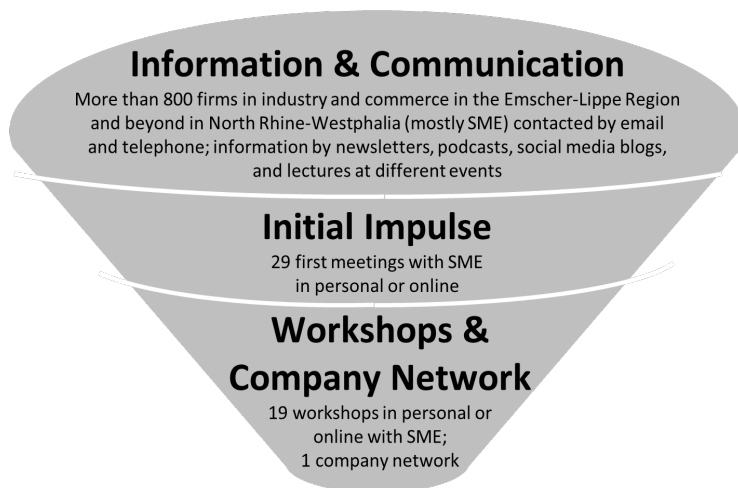 Information & Communication
More than 800 firms in industry and commerce in the Emscher-Lippe Region
and beyond in North Rhine-Westphalia (mostly SME) contacted by email
and telephone; information by newsletters, podcasts, social media blogs,
and lectures at different events
Initial Impulse
29 first meetings with SME
in personal or online
Workshops &
Company Network
19 workshops in personal or
online with SME;
1 company network